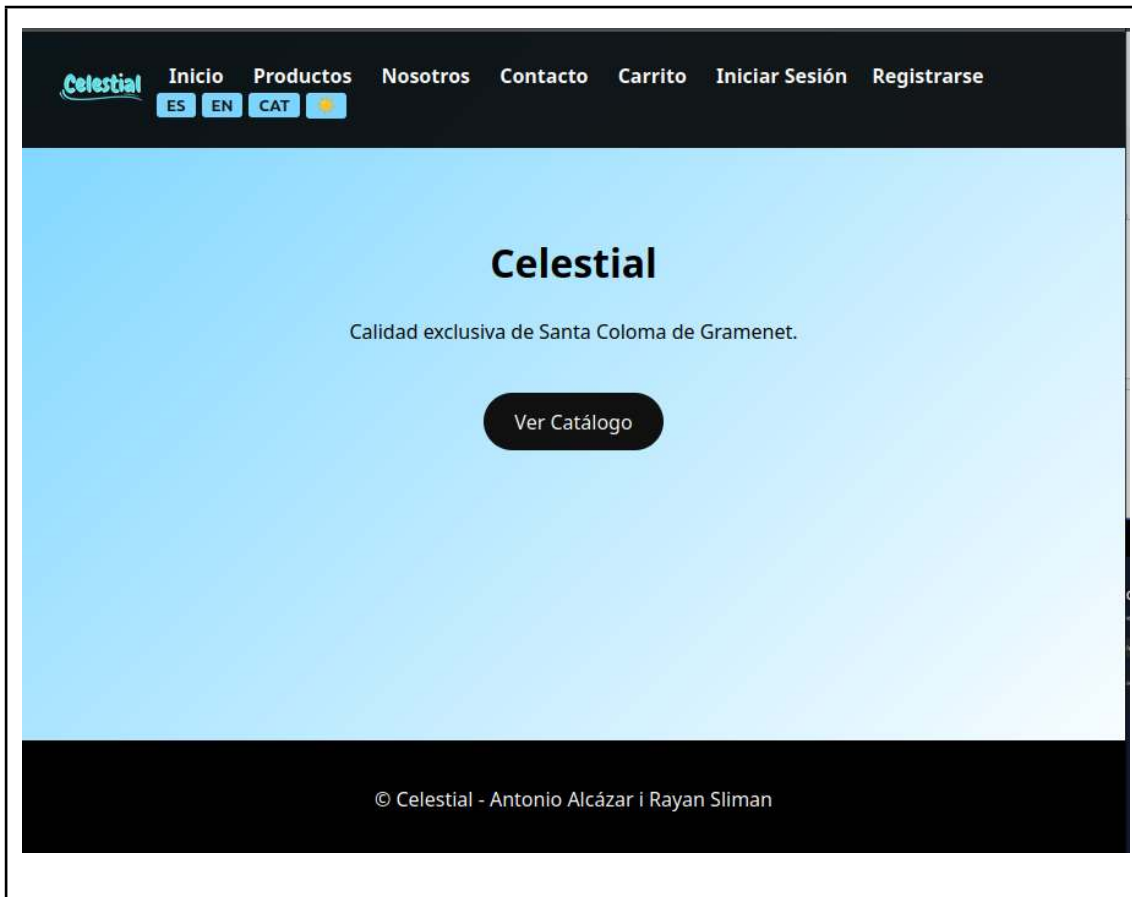 Celestial
Inicio Productos Nosotros Contacto Carrito Iniciar Sesión Registrarse
ES EN CAT
Celestial
Calidad exclusiva de Santa Coloma de Gramenet.
Ver Catálogo
© Celestial - Antonio Alcázar i Rayan Sliman